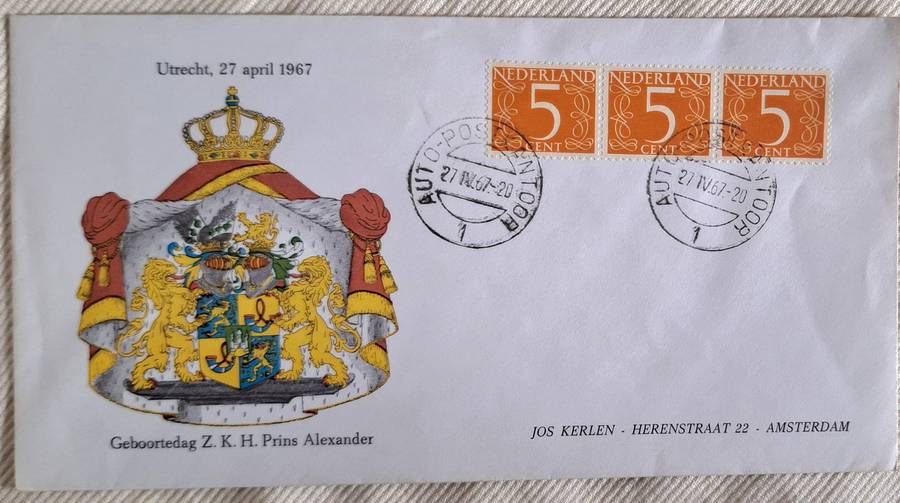 Utrecht, 27 april 1967
NEDERLAND
5
CENT
NEDERLAND
5
CENT
NEDERLAND
5
CENT
AUTO-POSTKANTOOR
27 IV.67.-20
1
AUTO-POSTKANTOOR
27 IV.67.-20
1
Geboortedag Z. K. H. Prins Alexander
JOS KERLEN - HERENSTRAAT 22 - AMSTERDAM